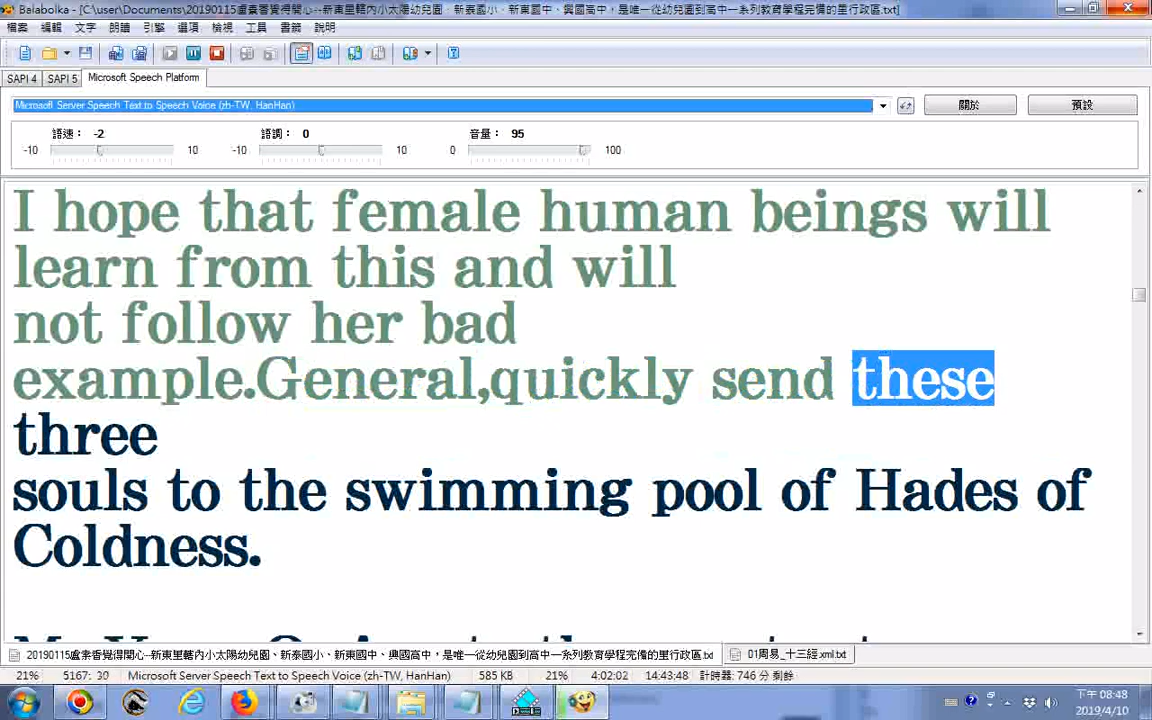 Balabolka - [C:\user\Documents\20190115盧素香覺得開心--新東里轄內小太陽幼兒園、新泰國小、新東國中、興國高中，是唯一從幼兒園到高中一系列教育學程完備的里行政區.txt]
檔案 編輯 文字 朗讀 引擎 選項 檢視 工具 書籤 說明
SAPI 4 SAPI 5 Microsoft Speech Platform
Microsoft Server Speech Text to Speech Voice (zh-TW, HanHan) 關於 預設
語速： -2 語調： 0 音量： 95
-10 10 -10 10 0 100
I hope that female human beings will
learn from this and will
not follow her bad
example.General,quickly send these
three
souls to the swimming pool of Hades of
Coldness.
20190115盧素香覺得開心--新東里轄內小太陽幼兒園、新泰國小、新東國中、興國高中，是唯一從幼兒園到高中一系列教育學程完備的里行政區.txt 01周易_十三經.xml.txt
21% 5167: 30 Microsoft Server Speech Text to Speech Voice (zh-TW, HanHan) 585 KB 21% 4:02:02 14:43:48 計時器: 746 分 剩餘
下午 08:48
2019/4/10